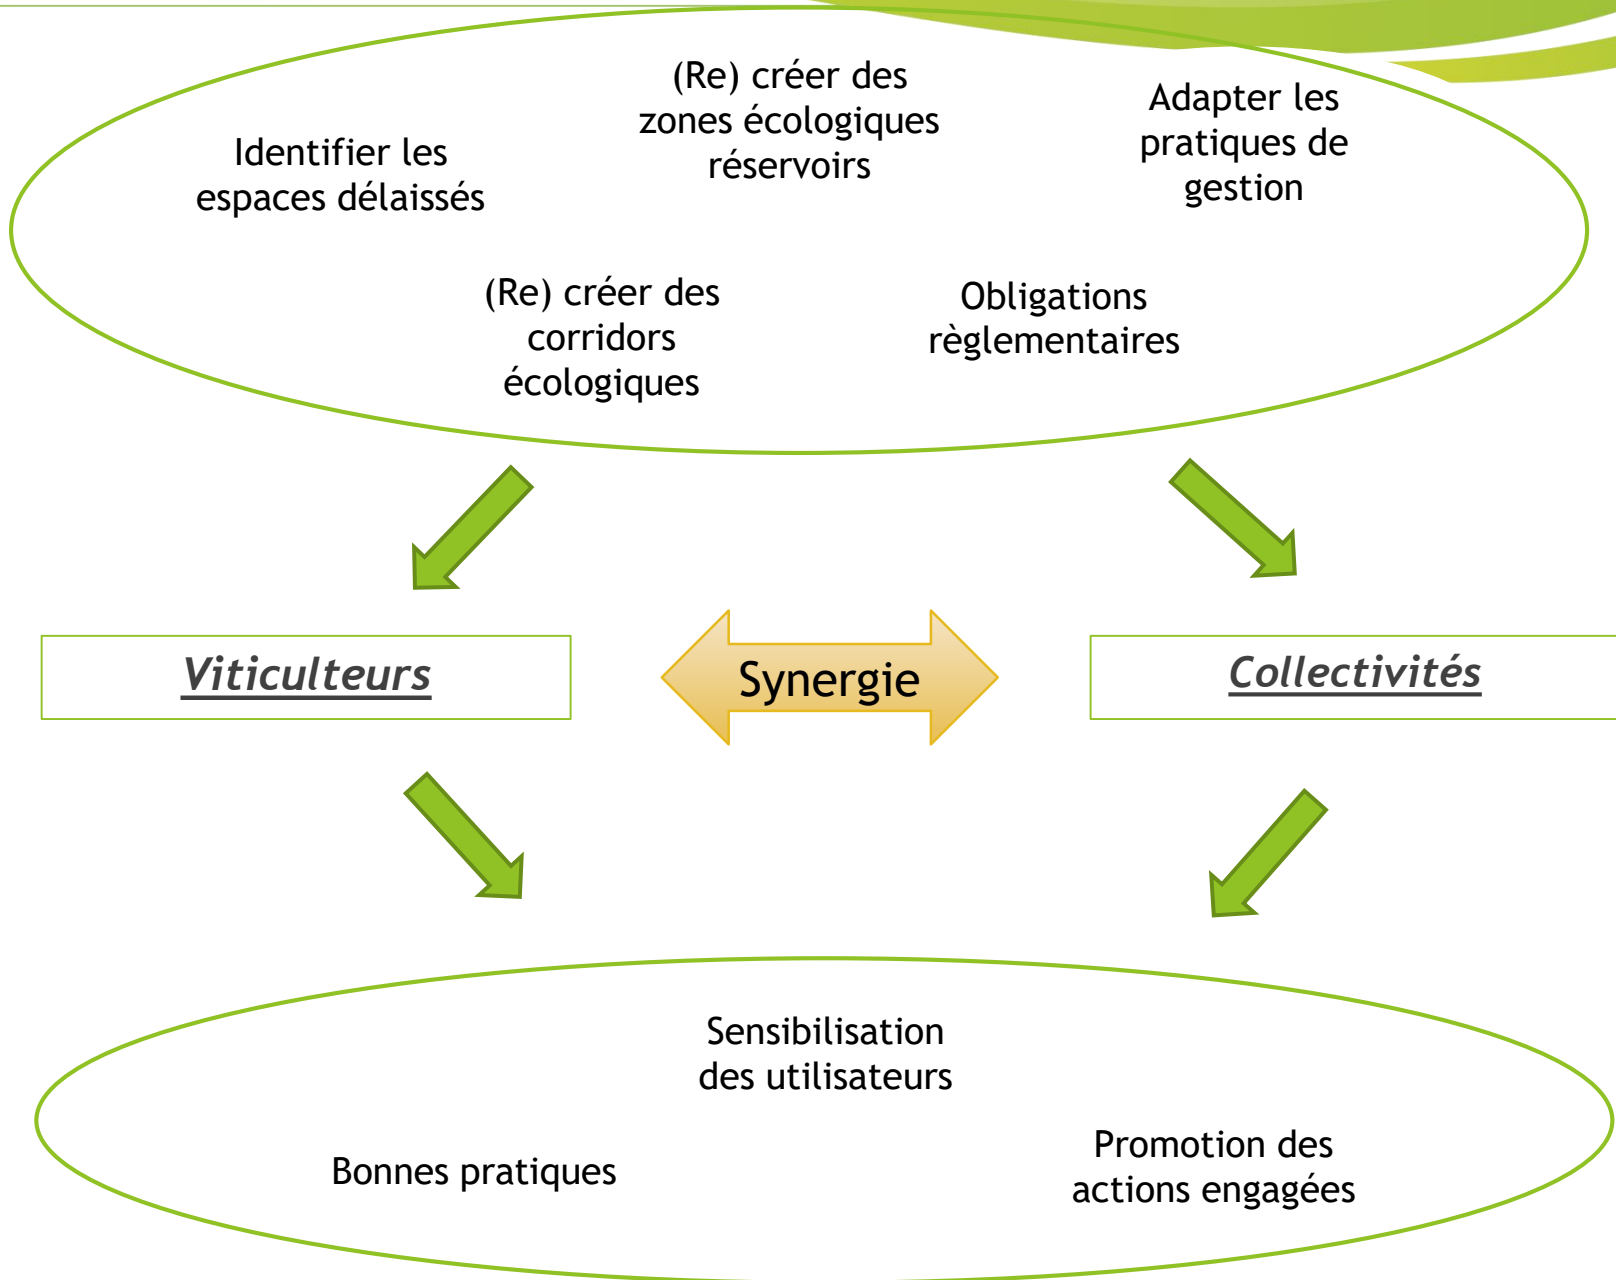 (Re) créer des
zones écologiques
réservoirs
Adapter les
pratiques de
gestion
Identifier les
espaces délaissés
(Re) créer des
corridors
écologiques
Obligations
règlementaires
Viticulteurs
Synergie
Collectivités
Sensibilisation
des utilisateurs
Bonnes pratiques
Promotion des
actions engagées